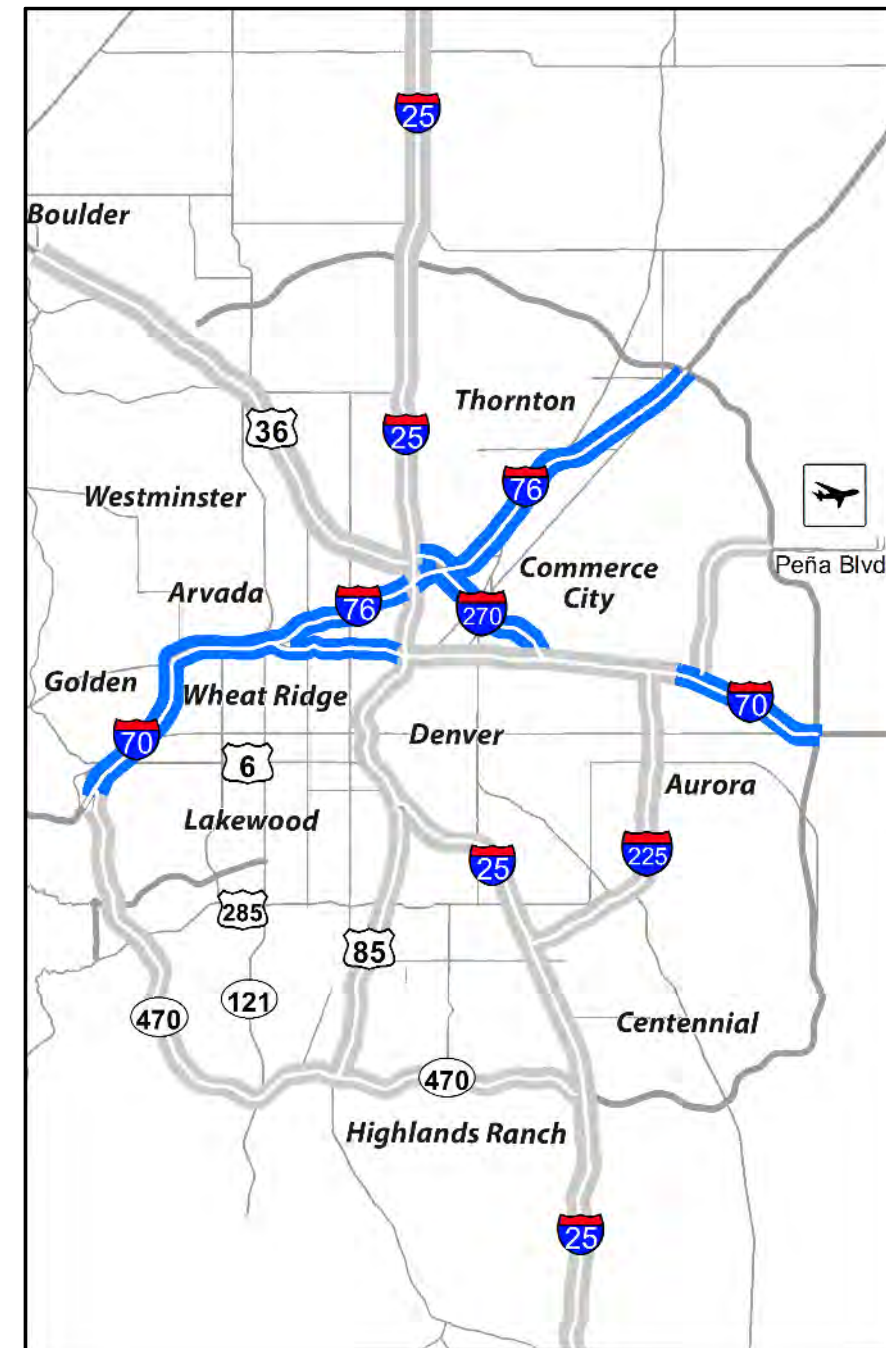 25
Boulder
Thornton
36
25
76
Westminster
Peña Blvd
Commerce
City
Arvada
76
270
Golden
Wheat Ridge
70
70
Denver
6
Aurora
Lakewood
25
225
285
85
121
470
Centennial
470
Highlands Ranch
25